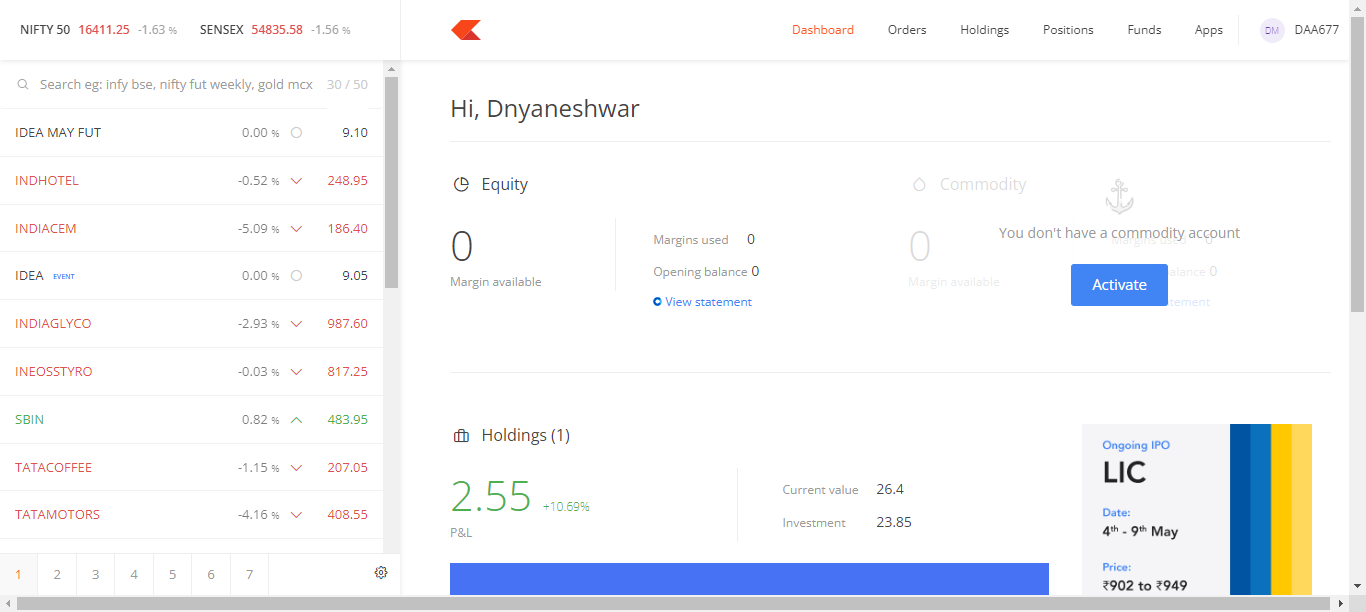 NIFTY 50 16411.25 -1.63 % SENSEX 54835.58 -1.56 %
Dashboard Orders Holdings Positions Funds Apps DM DAA677
Search eg: infy bse, nifty fut weekly, gold mcx 30 / 50
IDEA MAY FUT 0.00 % 9.10
INDHOTEL -0.52 % 248.95
INDIACEM -5.09 % 186.40
IDEA EVENT 0.00 % 9.05
INDIAGLYCO -2.93 % 987.60
INEOSSTYRO -0.03 % 817.25
SBIN 0.82 % 483.95
TATACOFFEE -1.15 % 207.05
TATAMOTORS -4.16 % 408.55
1 2 3 4 5 6 7
Hi, Dnyaneshwar
Equity
0
Margin available
Margins used 0
Opening balance 0
View statement
Commodity
0
Margin available
You don't have a commodity account
Margins used 0
alance 0
tement
Activate
Holdings (1)
2.55 +10.69%
P&L
Current value 26.4
Investment 23.85
Ongoing IPO
LIC
Date:
4th - 9th May
Price:
₹902 to ₹949